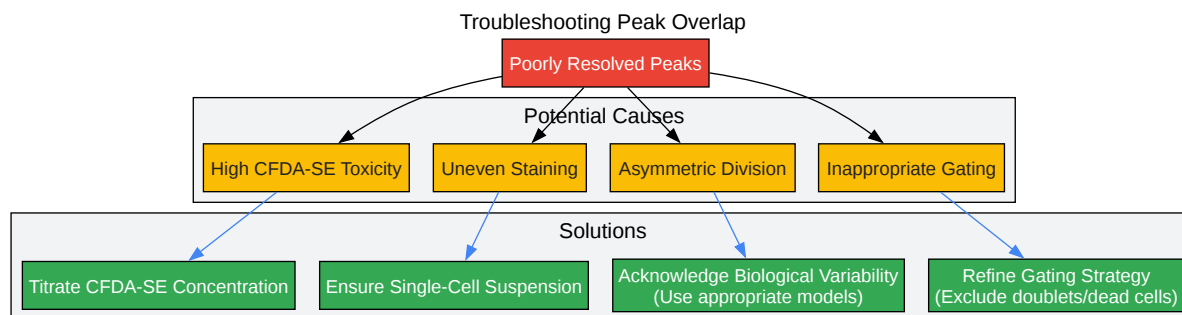 Troubleshooting Peak Overlap
Poorly Resolved Peaks
Potential Causes
High CFDA-SE Toxicity
Uneven Staining
Asymmetric Division
Inappropriate Gating
Solutions
Titrate CFDA-SE Concentration
Ensure Single-Cell Suspension
Acknowledge Biological Variability
(Use appropriate models)
Refine Gating Strategy
(Exclude doublets/dead cells)